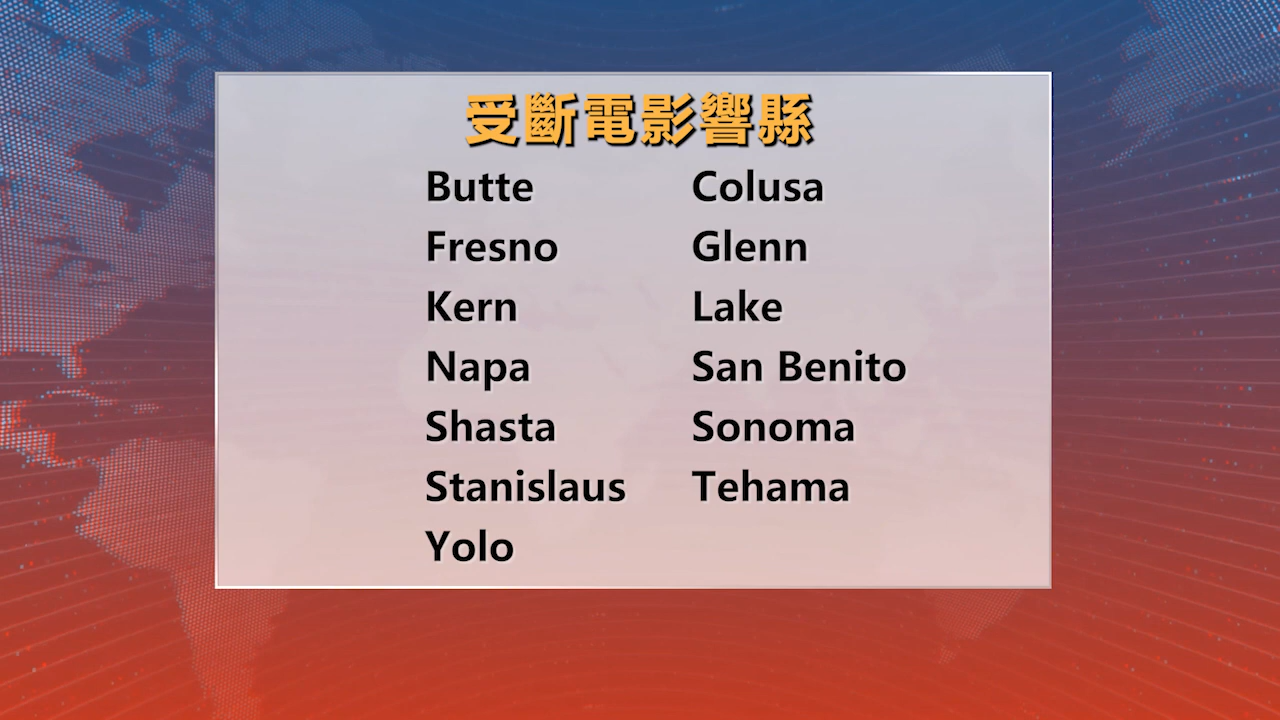 受斷電影響縣
Butte Colusa
Fresno Glenn
Kern Lake
Napa San Benito
Shasta Sonoma
Stanislaus Tehama
Yolo